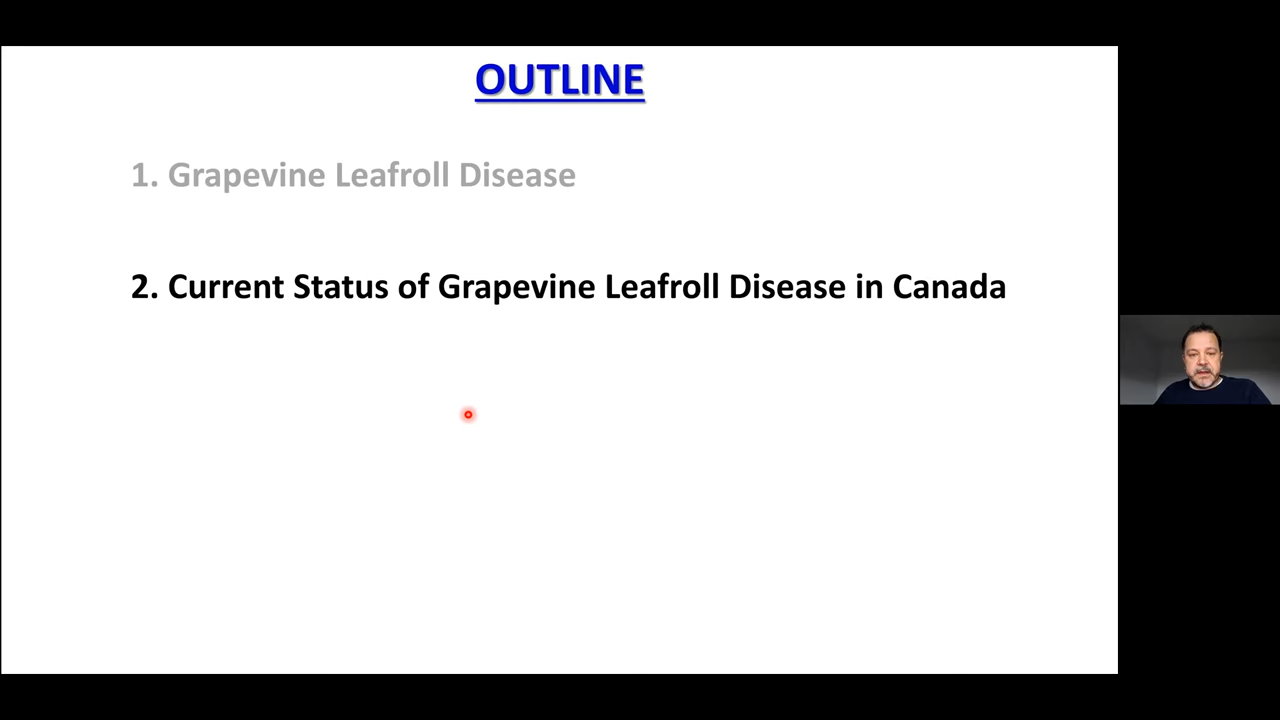 OUTLINE
1. Grapevine Leafroll Disease
2. Current Status of Grapevine Leafroll Disease in Canada